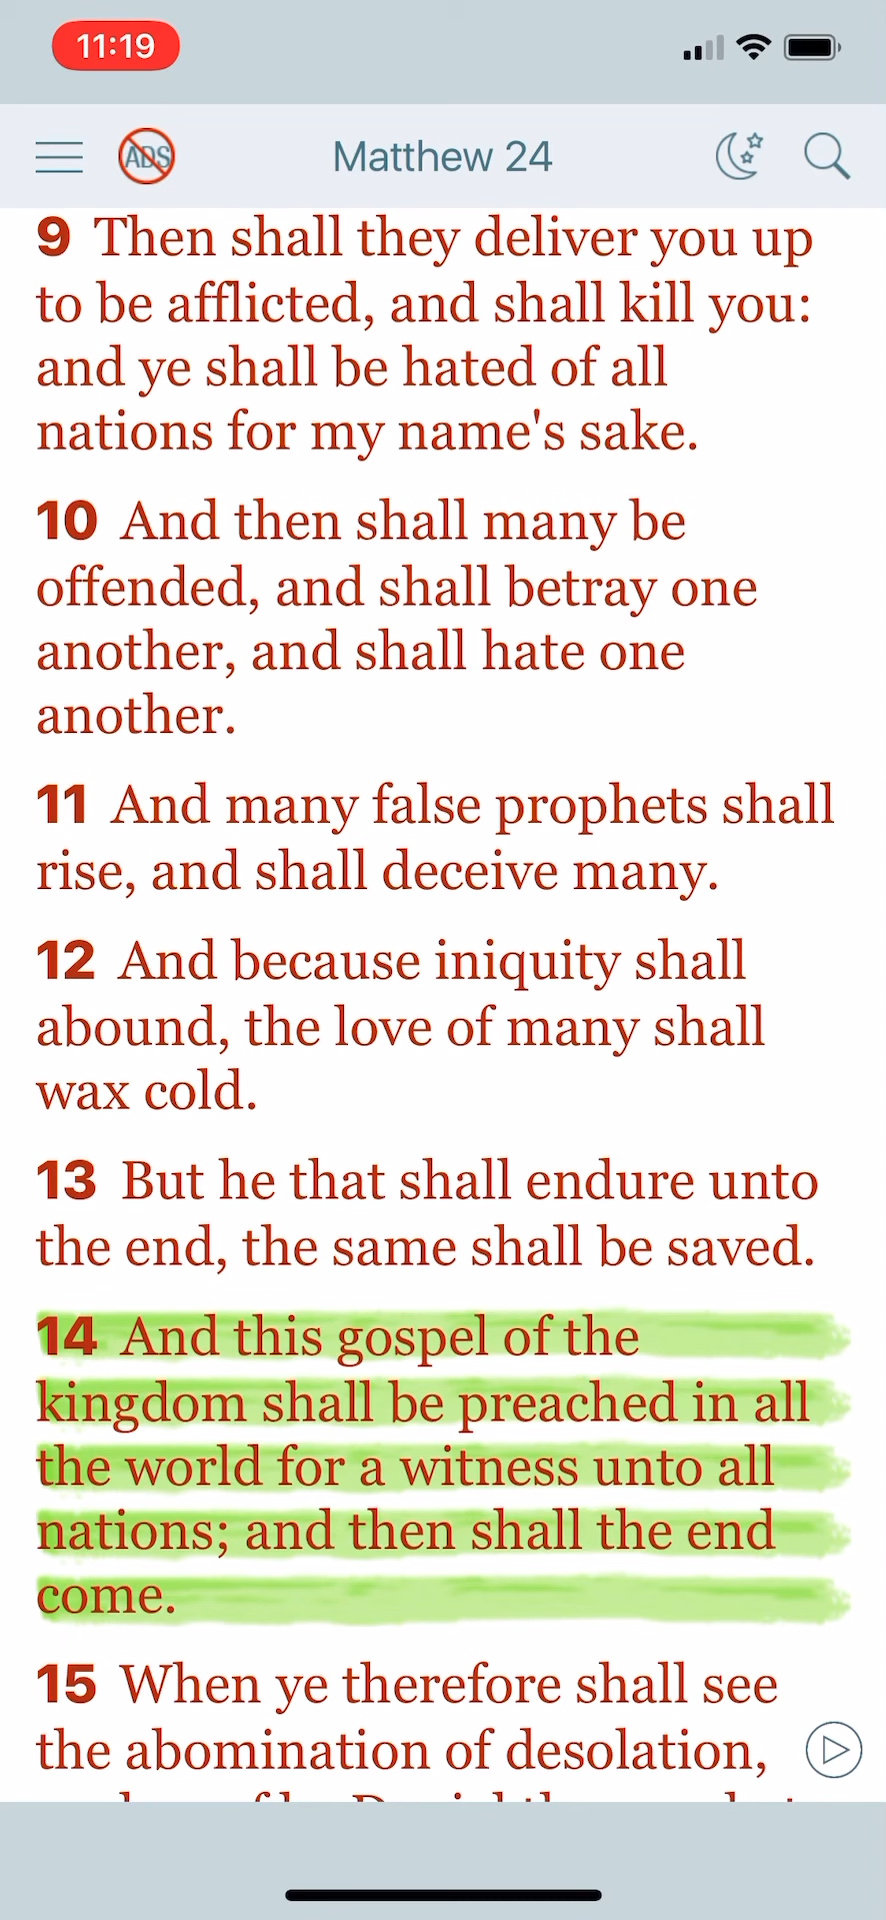 11:19
ADS
Matthew 24
9 Then shall they deliver you up
to be afflicted, and shall kill you:
and ye shall be hated of all
nations for my name's sake.
10 And then shall many be
offended, and shall betray one
another, and shall hate one
another.
11 And many false prophets shall
rise, and shall deceive many.
12 And because iniquity shall
abound, the love of many shall
wax cold.
13 But he that shall endure unto
the end, the same shall be saved.
14 And this gospel of the
kingdom shall be preached in all
the world for a witness unto all
nations; and then shall the end
come.
15 When ye therefore shall see
the abomination of desolation,